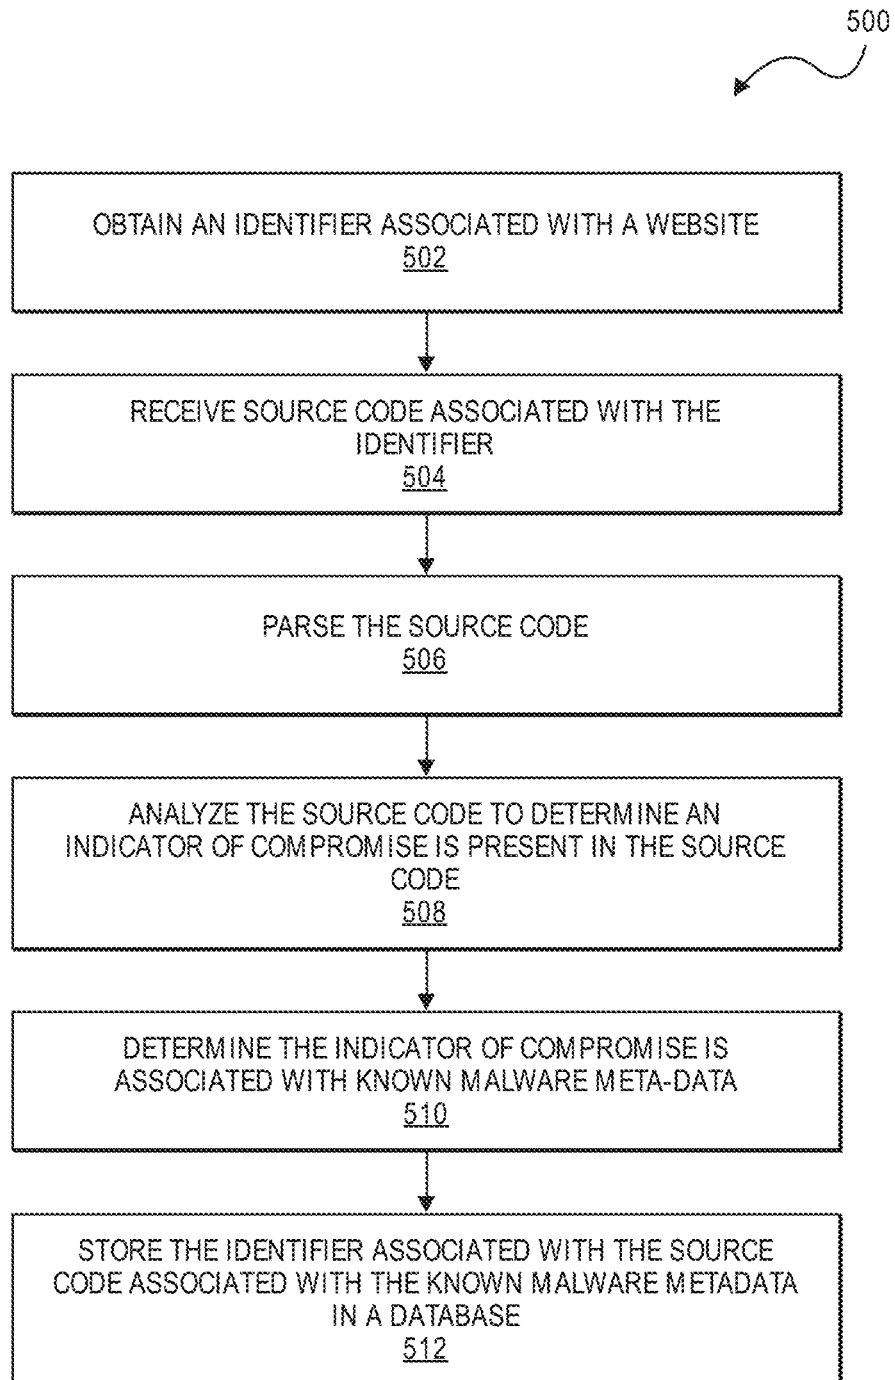 500
OBTAIN AN IDENTIFIER ASSOCIATED WITH A WEBSITE
502
RECEIVE SOURCE CODE ASSOCIATED WITH THE
IDENTIFIER
504
PARSE THE SOURCE CODE
506
ANALYZE THE SOURCE CODE TO DETERMINE AN
INDICATOR OF COMPROMISE IS PRESENT IN THE SOURCE
CODE
508
DETERMINE THE INDICATOR OF COMPROMISE IS
ASSOCIATED WITH KNOWN MALWARE META-DATA
510
STORE THE IDENTIFIER ASSOCIATED WITH THE SOURCE
CODE ASSOCIATED WITH THE KNOWN MALWARE METADATA
IN A DATABASE
512